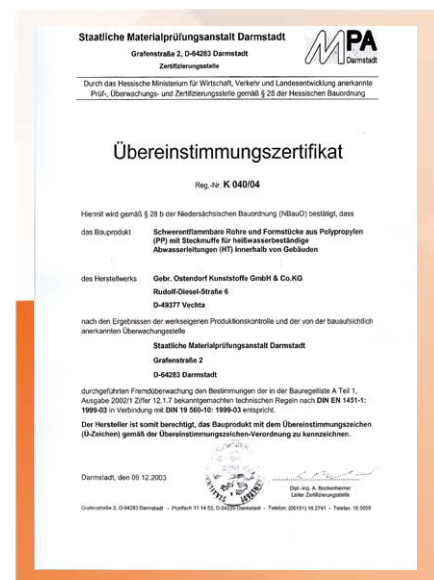 Staatliche Materialprüfungsanstalt Darmstadt
Grafenstraße 2, D-64283 Darmstadt
Zertifizierungsstelle
MPA
Darmstadt
Durch das Hessische Ministerium für Wirtschaft, Verkehr und Landesentwicklung anerkannte
Prüf-, Überwachungs- und Zertifizierungsstelle gemäß § 28 der Hessischen Bauordnung
Übereinstimmungszertifikat
Reg.-Nr. K 040/04
Hiermit wird gemäß § 28 b der Niedersächsischen Bauordnung (NBauO) bestätigt, dass
das Bauprodukt Schwerentflammbare Rohre und Formstücke aus Polypropylen
(PP) mit Steckmuffe für heißwasserbeständige
Abwasserleitungen (HT) innerhalb von Gebäuden
des Herstellwerks Gebr. Ostendorf Kunststoffe GmbH & Co.KG
Rudolf-Diesel-Straße 6
D-49377 Vechta
nach den Ergebnissen der werkseigenen Produktionskontrolle und der von der bauaufsichtlich
anerkannten Überwachungsstelle
Staatliche Materialprüfungsanstalt Darmstadt
Grafenstraße 2
D-64283 Darmstadt
durchgeführten Fremdüberwachung den Bestimmungen der in der Bauregelliste A Teil 1,
Ausgabe 2002/1 Ziffer 12.1.7 bekanntgemachten technischen Regeln nach DIN EN 1431-1:
1999-03 in Verbindung mit DIN 19 560-10: 1999-03 entspricht.
Der Hersteller ist somit berechtigt, das Bauprodukt mit dem Übereinstimmungszeichen
(Ü-Zeichen) gemäß der Übereinstimmungszeichen-Verordnung zu kennzeichnen.
Darmstadt, den 09.12.2003
Dipl.-Ing. A. Bockenheimer
Leiter Zertifizierungsstelle
Grafenstraße 2, D-64283 Darmstadt - Postfach 11 14 52, D-64229 Darmstadt - Telefon: (06151) 16 2741 - Telefax: 16 5658